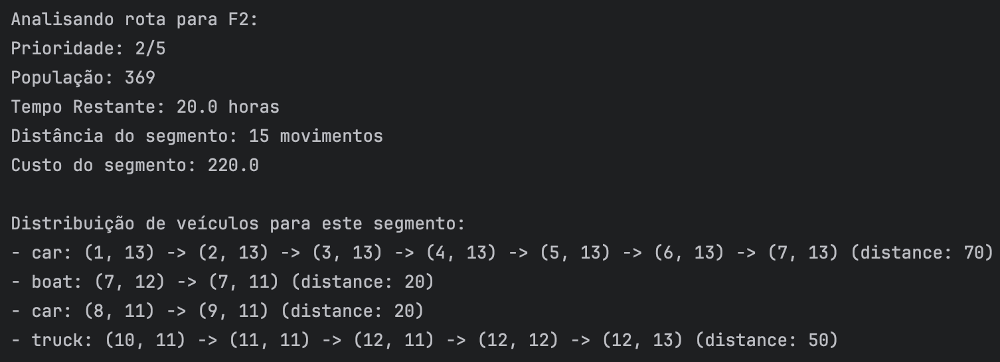 Analisando rota para F2:
Prioridade: 2/5
População: 369
Tempo Restante: 20.0 horas
Distância do segmento: 15 movimentos
Custo do segmento: 220.0
Distribuição de veículos para este segmento:
- car: (1, 13) -> (2, 13) -> (3, 13) -> (4, 13) -> (5, 13) -> (6, 13) -> (7, 13) (distance: 70)
- boat: (7, 12) -> (7, 11) (distance: 20)
- car: (8, 11) -> (9, 11) (distance: 20)
- truck: (10, 11) -> (11, 11) -> (12, 11) -> (12, 12) -> (12, 13) (distance: 50)